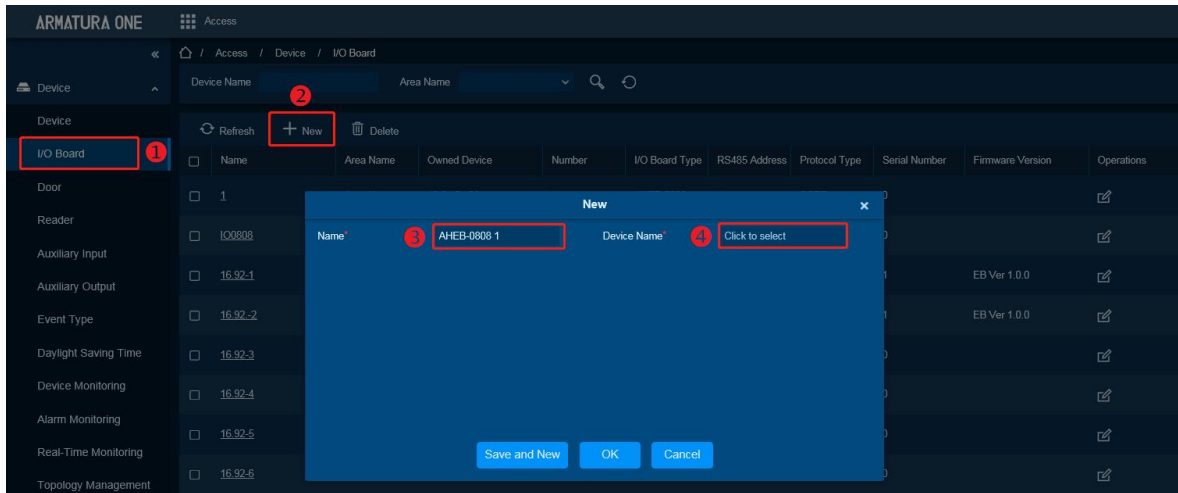 ARMATURA ONE
Access
/ Access / Device / I/O Board
Device
Device
I/O Board
Door
Reader
Auxiliary Input
Auxiliary Output
Event Type
Daylight Saving Time
Device Monitoring
Alarm Monitoring
Real-Time Monitoring
Topology Management
1
Device Name
Area Name
2
Refresh
New
Delete
Name Area Name Owned Device Number I/O Board Type RS485 Address Protocol Type Serial Number Firmware Version Operations
1
IO0808
16.92-1 EB Ver 1.0.0
16.92.-2 EB Ver 1.0.0
16.92-3
16.92-4
16.92-5
16.92-6
New
Name* 3 AHEB-0808 1 Device Name* 4 Click to select
Save and New OK Cancel